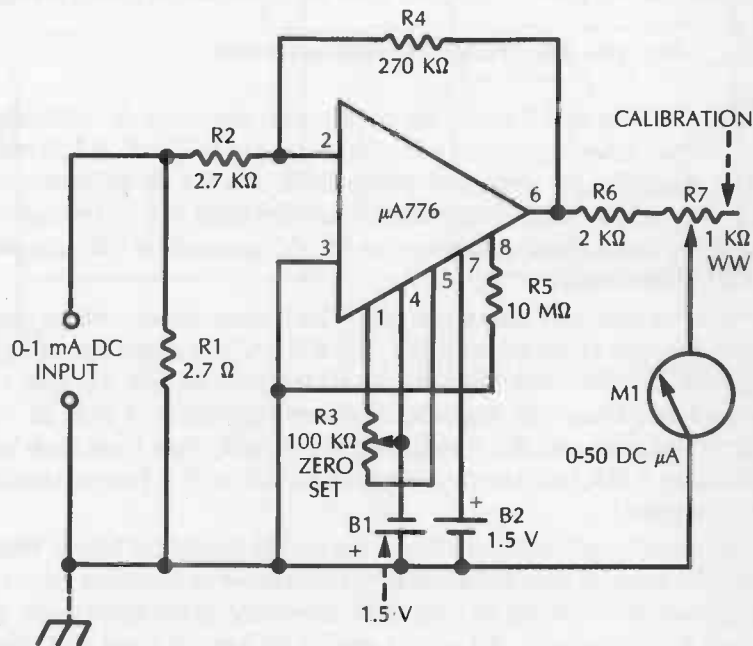 R4
270 KΩ
CALIBRATION
R2
2.7 KΩ
2
µA776
6
R6
2 KΩ
R7
1 KΩ
WW
3
8
7
5
4
1
R5
10 MΩ
0-1 mA DC
INPUT
R1
2.7 Ω
R3
100 KΩ
ZERO
SET
M1
0-50 DC µA
B1
+
1.5 V
+
B2
1.5 V